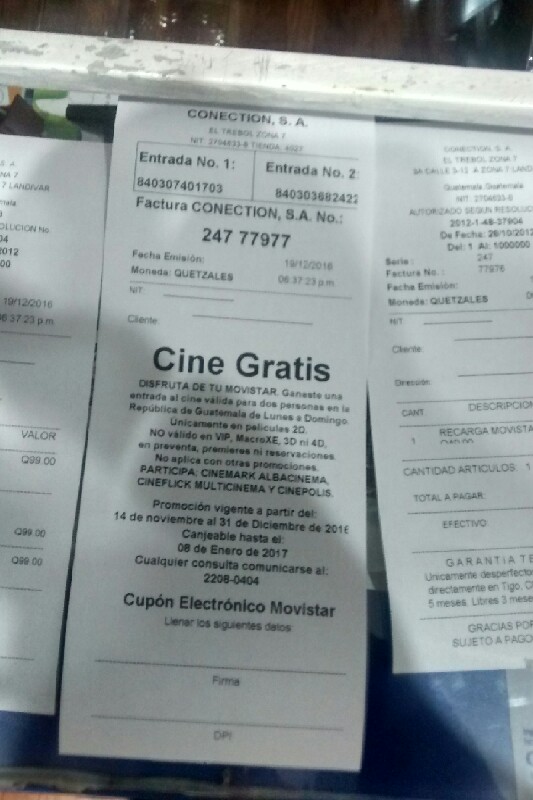 CONECTION, S. A.
EL TREBOL ZONA 7
NIT: 2704633-8 TIENDA: 4527
Entrada No. 1:
840307401703
Entrada No. 2:
840303682422
Factura CONECTION, S.A. No.:
247 77977
Fecha Emisión: 19/12/2016
Moneda: QUETZALES 06:37:23 p.m.
NIT:
Cliente:
Cine Gratis
DISFRUTA DE TU MOVISTAR. Ganaste una
entrada al cine válida para dos personas en la
República de Guatemala de Lunes a Domingo.
Unicamente en películas 2D.
NO válido en VIP, MacroXE, 3D ni 4D,
en preventa, premieres ni reservaciones.
No aplica con otras promociones.
PARTICIPA: CINEMARK ALBACINEMA,
CINEFLICK MULTICINEMA Y CINEPOLIS.
Promoción vigente a partir del:
14 de noviembre al 31 de Diciembre de 2016
Canjeable hasta el:
08 de Enero de 2017
Cualquier consulta comunicarse al:
2208-0404
Cupón Electrónico Movistar
Llenar los siguientes datos:
Firma
DPI
S. A.
ZONA 7
7 LANDIVAR
OLUCION No.
04
2012
00
19/12/2016
06:37:23 p.m.
VALOR
Q99.00
Q99.00
Q99.00
CONECTION, S. A.
EL TREBOL ZONA 7
5A CALLE 3-12 A ZONA 7 LAND
Guatemala, Guatemala
NIT: 2704633-8
AUTORIZADO SEGUN RESOLUC
2012-1-48-37804
De Fecha: 26/10/2012
Del: 1 Al: 1000000
Serie : 247
Factura No. : 77976
Fecha Emisión:
Moneda: QUETZALES
NIT
Cliente:
Dirección:
CANT DESCRIPCION
1 RECARGA MOVISTA
CANTIDAD ARTICULOS: 1
TOTAL A PAGAR:
EFECTIVO:
GARANTIA TE
Unicamente desperfecto
directamente en Tigo, C
5 meses. Libres 3 mese
GRACIAS POR
SUJETO A PAGO